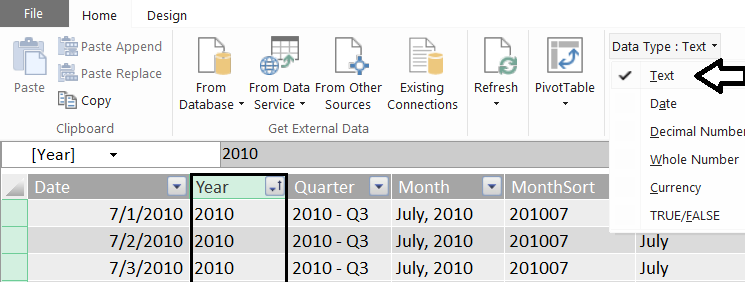 File Home Design
Paste
Paste Append
Paste Replace
Copy
Clipboard
From Database
From Data Service
From Other Sources
Existing Connections
Get External Data
Refresh
PivotTable
Data Type : Text
Text
Date
Decimal Number
Whole Number
Currency
TRUE/FALSE
[Year] 2010
Date Year Quarter Month MonthSort
7/1/2010 2010 2010 - Q3 July, 2010 201007
7/2/2010 2010 2010 - Q3 July, 2010 201007 July
7/3/2010 2010 2010 - Q3 July, 2010 201007 July